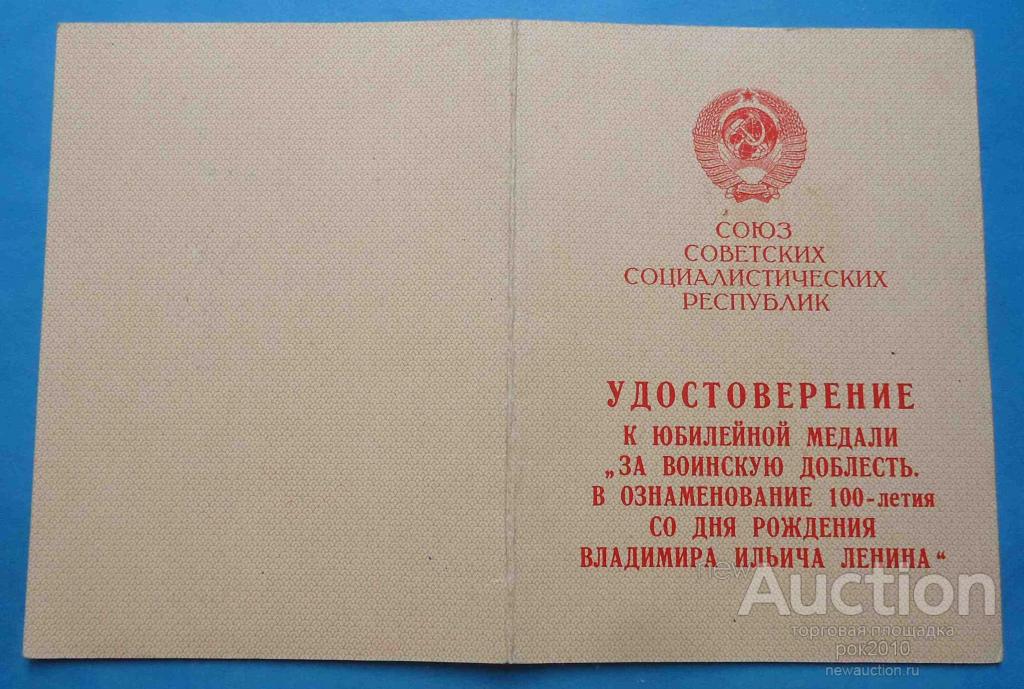 СОЮЗ
СОВЕТСКИХ
СОЦИАЛИСТИЧЕСКИХ
РЕСПУБЛИК
УДОСТОВЕРЕНИЕ
К ЮБИЛЕЙНОЙ МЕДАЛИ
„ЗА ВОИНСКУЮ ДОБЛЕСТЬ.
В ОЗНАМЕНОВАНИЕ 100-летия
СО ДНЯ РОЖДЕНИЯ
ВЛАДИМИРА ИЛЬИЧА ЛЕНИНА“
new
Auction
торговая площадка
рок2010
newauction.ru